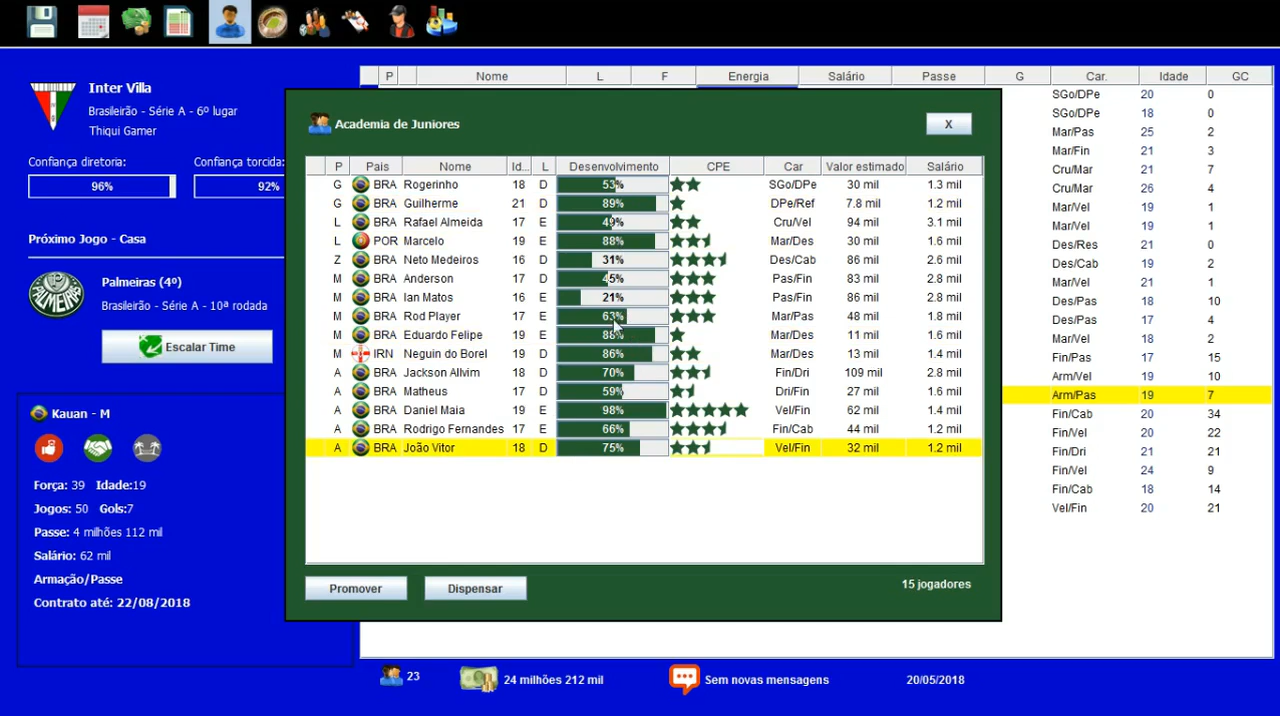 P Nome L F Energia Salário Passe G Car. Idade GC
Inter Villa
Brasileirão - Série A - 6º lugar
Thiqui Gamer
Confiança diretoria: Confiança torcida:
96% 92%
Próximo Jogo - Casa
PALMEIRAS
Palmeiras (4º)
Brasileirão - Série A - 10ª rodada
Escalar Time
Kauan - M
Força: 39 Idade:19
Jogos: 50 Gols:7
Passe: 4 milhões 112 mil
Salário: 62 mil
Armação/Passe
Contrato até: 22/08/2018
Academia de Juniores
X
P Pais Nome Id... L Desenvolvimento CPE Car Valor estimado Salário
G BRA Rogerinho 18 D 53% SGo/DPe 30 mil 1.3 mil
G BRA Guilherme 21 D 89% DPe/Ref 7.8 mil 1.2 mil
L BRA Rafael Almeida 17 E 49% Cru/Vel 94 mil 3.1 mil
L POR Marcelo 19 E 88% Mar/Des 30 mil 1.6 mil
Z BRA Neto Medeiros 16 D 31% Des/Cab 86 mil 2.6 mil
M BRA Anderson 17 D 45% Pas/Fin 83 mil 2.8 mil
M BRA Ian Matos 16 E 21% Pas/Fin 86 mil 2.8 mil
M BRA Rod Player 17 E 63% Mar/Pas 48 mil 1.8 mil
M BRA Eduardo Felipe 19 E 88% Mar/Des 11 mil 1.6 mil
M IRN Neguin do Borel 19 D 86% Mar/Des 13 mil 1.4 mil
A BRA Jackson Allvim 18 D 70% Fin/Dri 109 mil 2.8 mil
A BRA Matheus 17 D 59% Dri/Fin 27 mil 1.6 mil
A BRA Daniel Maia 19 E 98% Vel/Fin 62 mil 1.4 mil
A BRA Rodrigo Fernandes 17 E 66% Fin/Cab 44 mil 1.2 mil
A BRA João Vitor 18 D 75% Vel/Fin 32 mil 1.2 mil
Promover Dispensar 15 jogadores
SGo/DPe 20 0
SGo/DPe 18 0
Mar/Pas 25 2
Mar/Fin 21 3
Cru/Mar 21 7
Cru/Mar 26 4
Mar/Vel 19 1
Mar/Vel 19 1
Des/Res 21 0
Des/Cab 19 2
Mar/Vel 21 1
Des/Pas 18 10
Des/Pas 17 4
Mar/Vel 18 2
Fin/Pas 17 15
Arm/Vel 19 10
Arm/Pas 19 7
Fin/Cab 20 34
Fin/Vel 20 22
Fin/Dri 21 21
Fin/Vel 24 9
Fin/Cab 18 14
Vel/Fin 20 21
23 24 milhões 212 mil Sem novas mensagens 20/05/2018